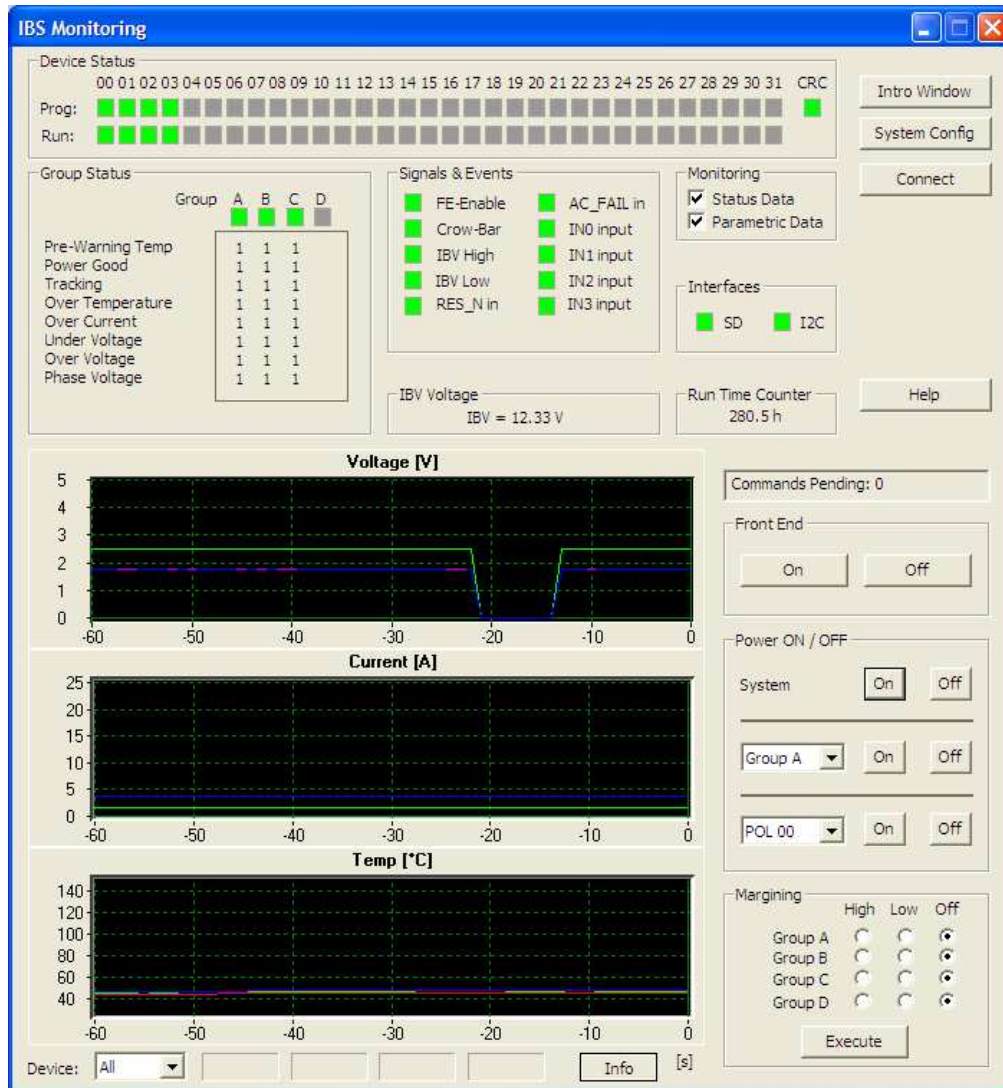 IBS Monitoring
Device Status
00 01 02 03 04 05 06 07 08 09 10 11 12 13 14 15 16 17 18 19 20 21 22 23 24 25 26 27 28 29 30 31 CRC
Prog:
Run:
Intro Window
System Config
Connect
Help
Group Status
Group A B C D
Pre-Warning Temp 1 1 1
Power Good 1 1 1
Tracking 1 1 1
Over Temperature 1 1 1
Over Current 1 1 1
Under Voltage 1 1 1
Over Voltage 1 1 1
Phase Voltage 1 1 1
Signals & Events
FE-Enable AC_FAIL in
Crow-Bar IN0 input
IBV High IN1 input
IBV Low IN2 input
RES_N in IN3 input
Monitoring
Status Data
Parametric Data
Interfaces
SD I2C
IBV Voltage
IBV = 12.33 V
Run Time Counter
280.5 h
Voltage [V]
5
4
3
2
1
0
-60 -50 -40 -30 -20 -10 0
Current [A]
25
20
15
10
5
0
-60 -50 -40 -30 -20 -10 0
Temp [°C]
140
120
100
80
60
40
-60 -50 -40 -30 -20 -10 0
Device: All Info [s]
Commands Pending: 0
Front End
On Off
Power ON / OFF
System On Off
Group A On Off
POL 00 On Off
Margining
High Low Off
Group A
Group B
Group C
Group D
Execute